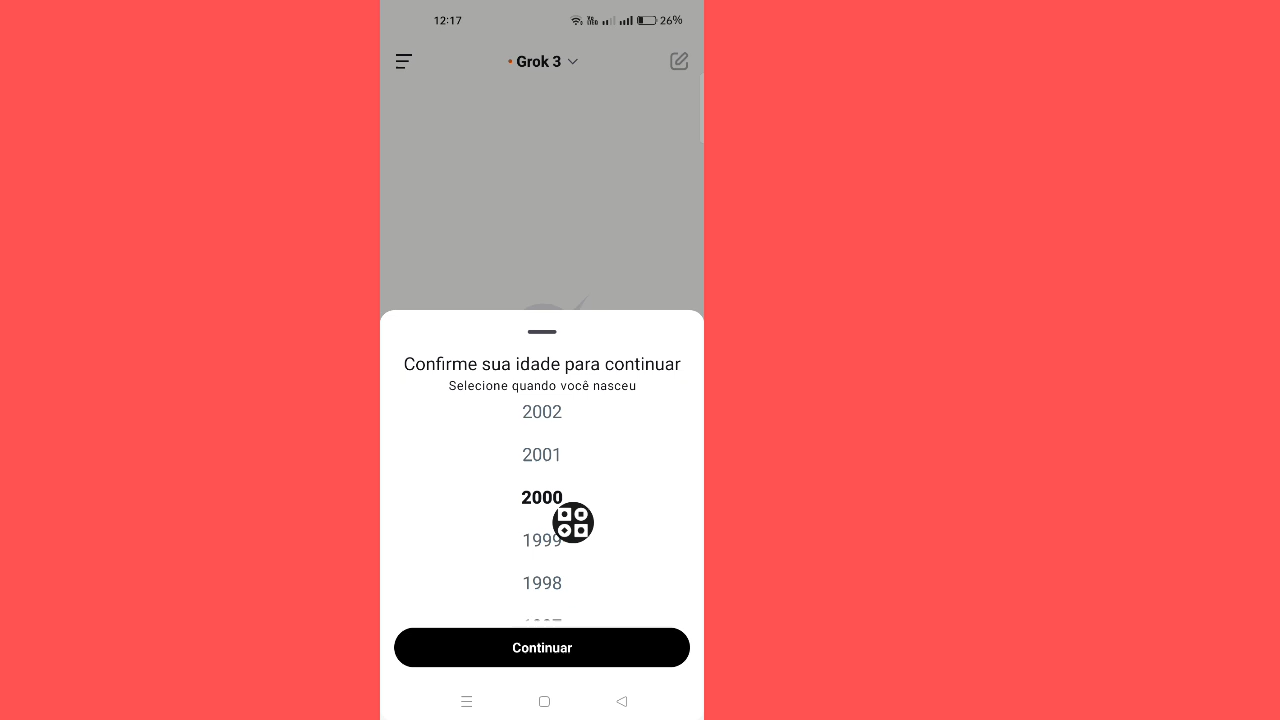 12:17
26%
Grok 3
Confirme sua idade para continuar
Selecione quando você nasceu
2002
2001
2000
1999
1998
Continuar